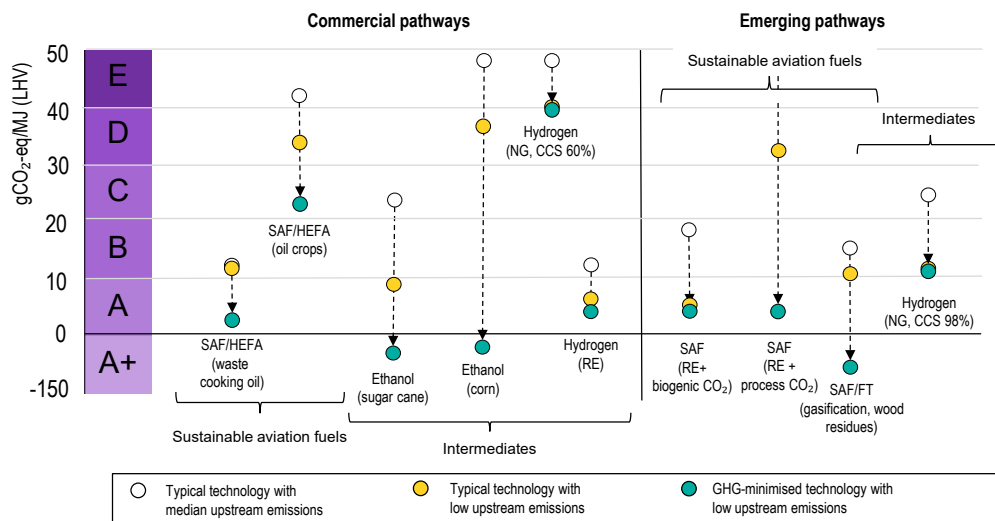 Commercial pathways
Emerging pathways
gCO₂-eq/MJ (LHV)
50
40
30
20
10
0
-150
E
D
C
B
A
A+
SAF/HEFA
(waste
cooking oil)
SAF/HEFA
(oil crops)
Ethanol
(sugar cane)
Ethanol
(corn)
Hydrogen
(NG, CCS 60%)
Hydrogen
(RE)
Sustainable aviation fuels
Intermediates
Sustainable aviation fuels
Intermediates
SAF
(RE+
biogenic CO₂)
SAF
(RE +
process CO₂)
SAF/FT
(gasification, wood
residues)
Hydrogen
(NG, CCS 98%)
Typical technology with
median upstream emissions
Typical technology with
low upstream emissions
GHG-minimised technology with
low upstream emissions